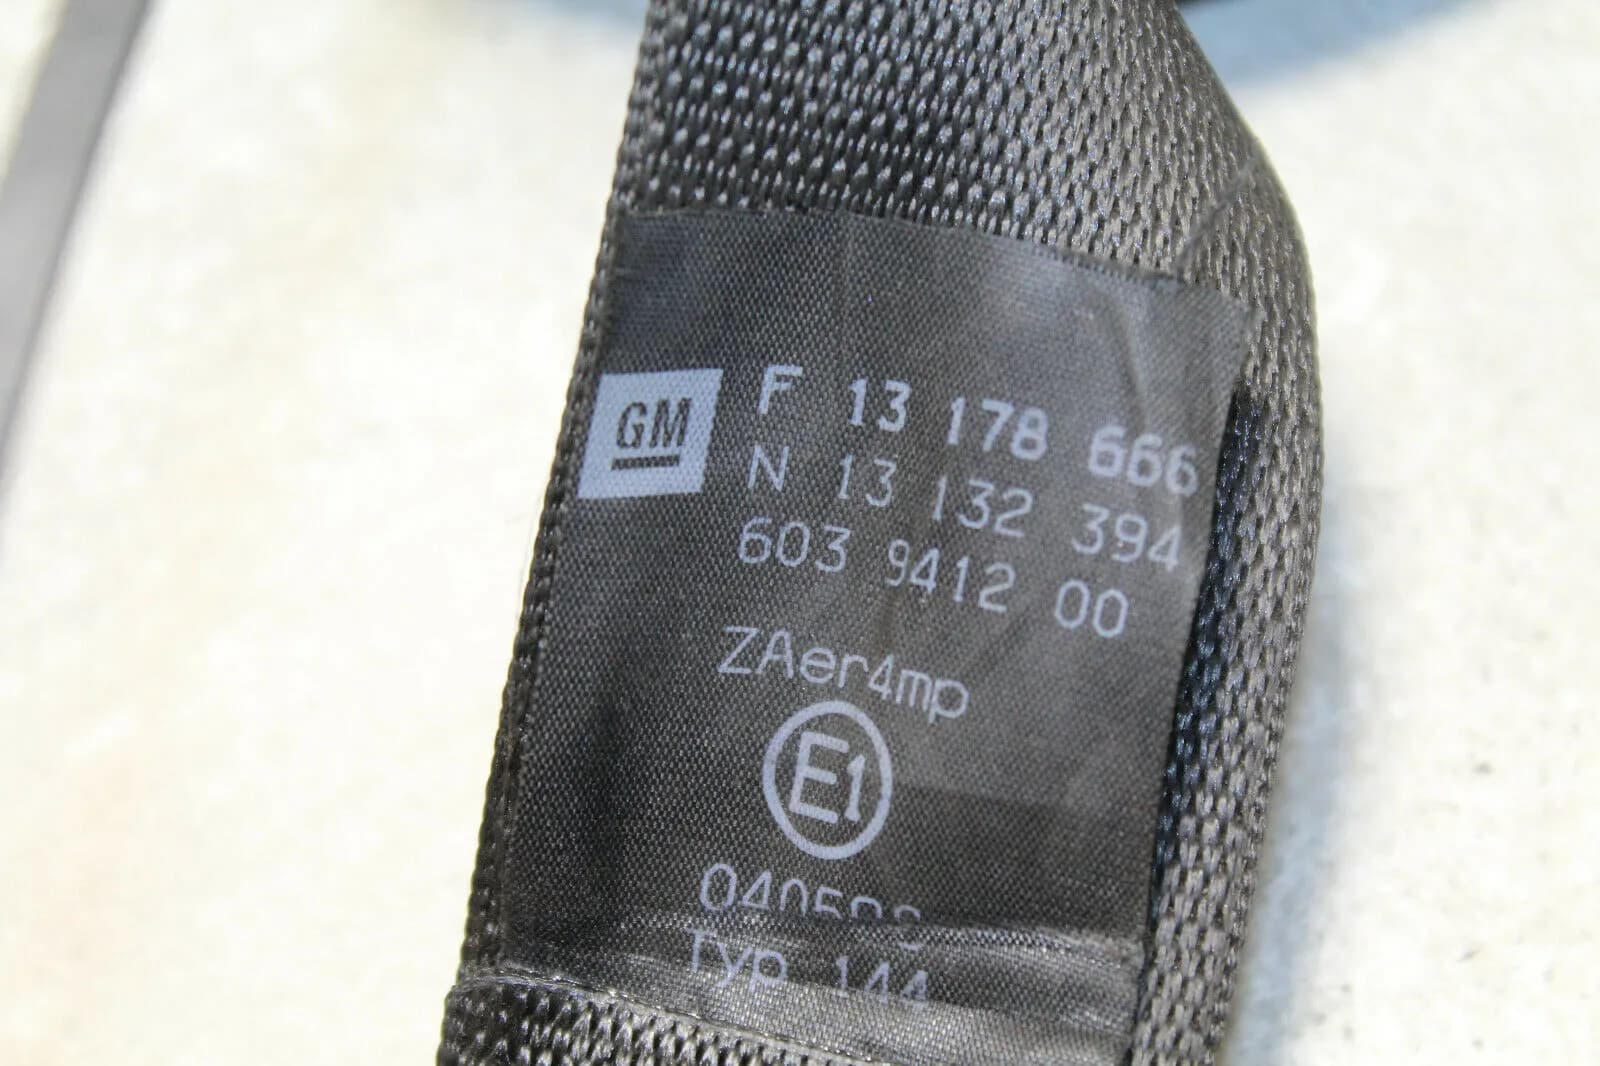 GM
F 13 178 666
N 13 132 394
603 9412 00
ZAer4mp
E1
Typ 144